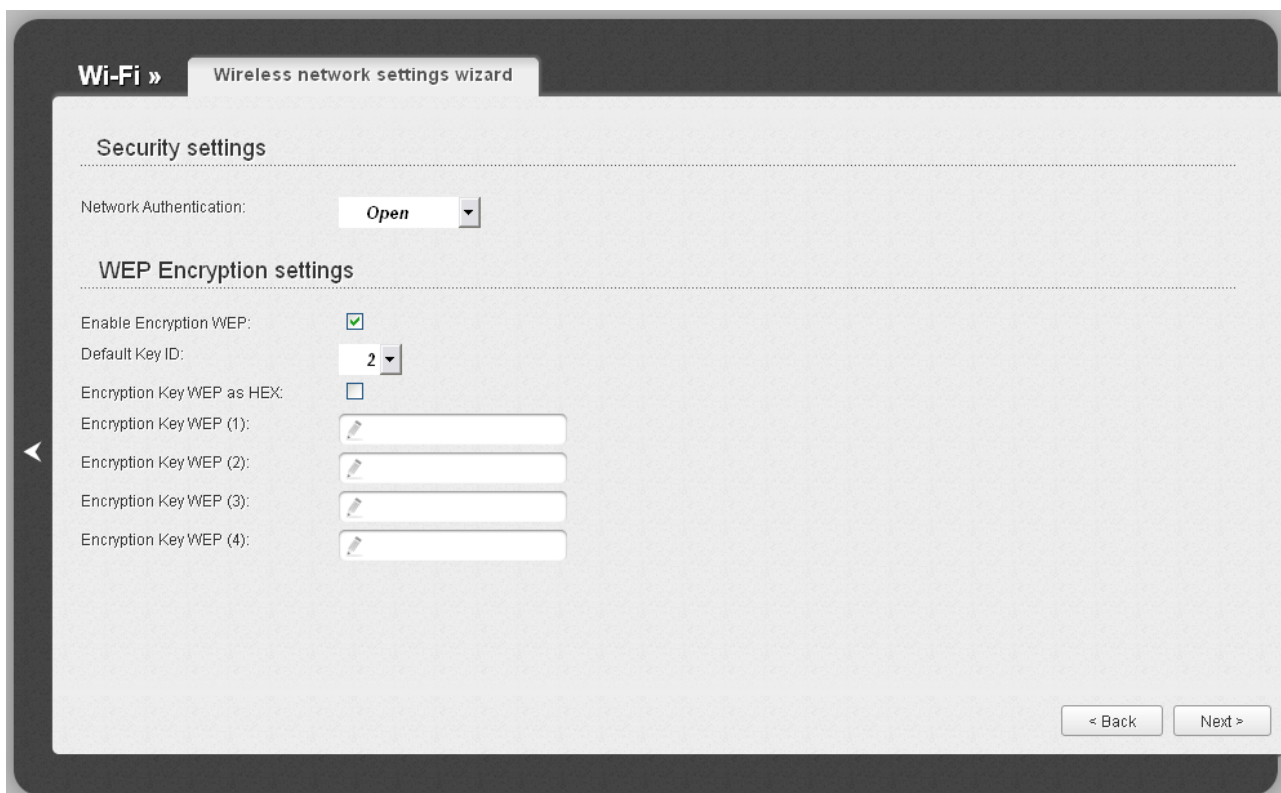 Wi-Fi » Wireless network settings wizard
Security settings
Network Authentication: Open
WEP Encryption settings
Enable Encryption WEP:
Default Key ID: 2
Encryption Key WEP as HEX:
Encryption Key WEP (1):
Encryption Key WEP (2):
Encryption Key WEP (3):
Encryption Key WEP (4):
< Back Next >